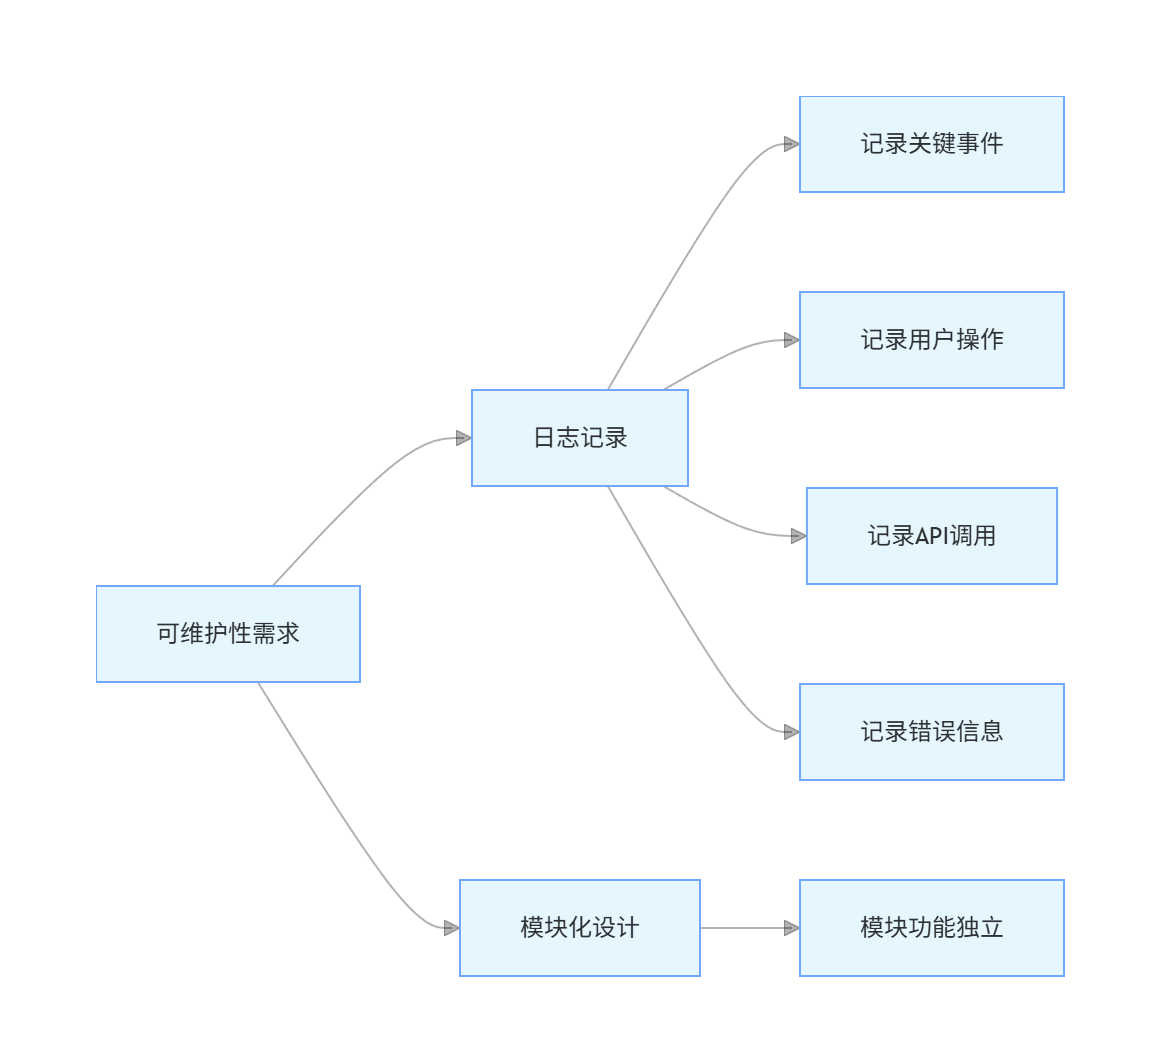 记录关键事件
记录用户操作
日志记录
记录API调用
可维护性需求
记录错误信息
模块化设计
模块功能独立